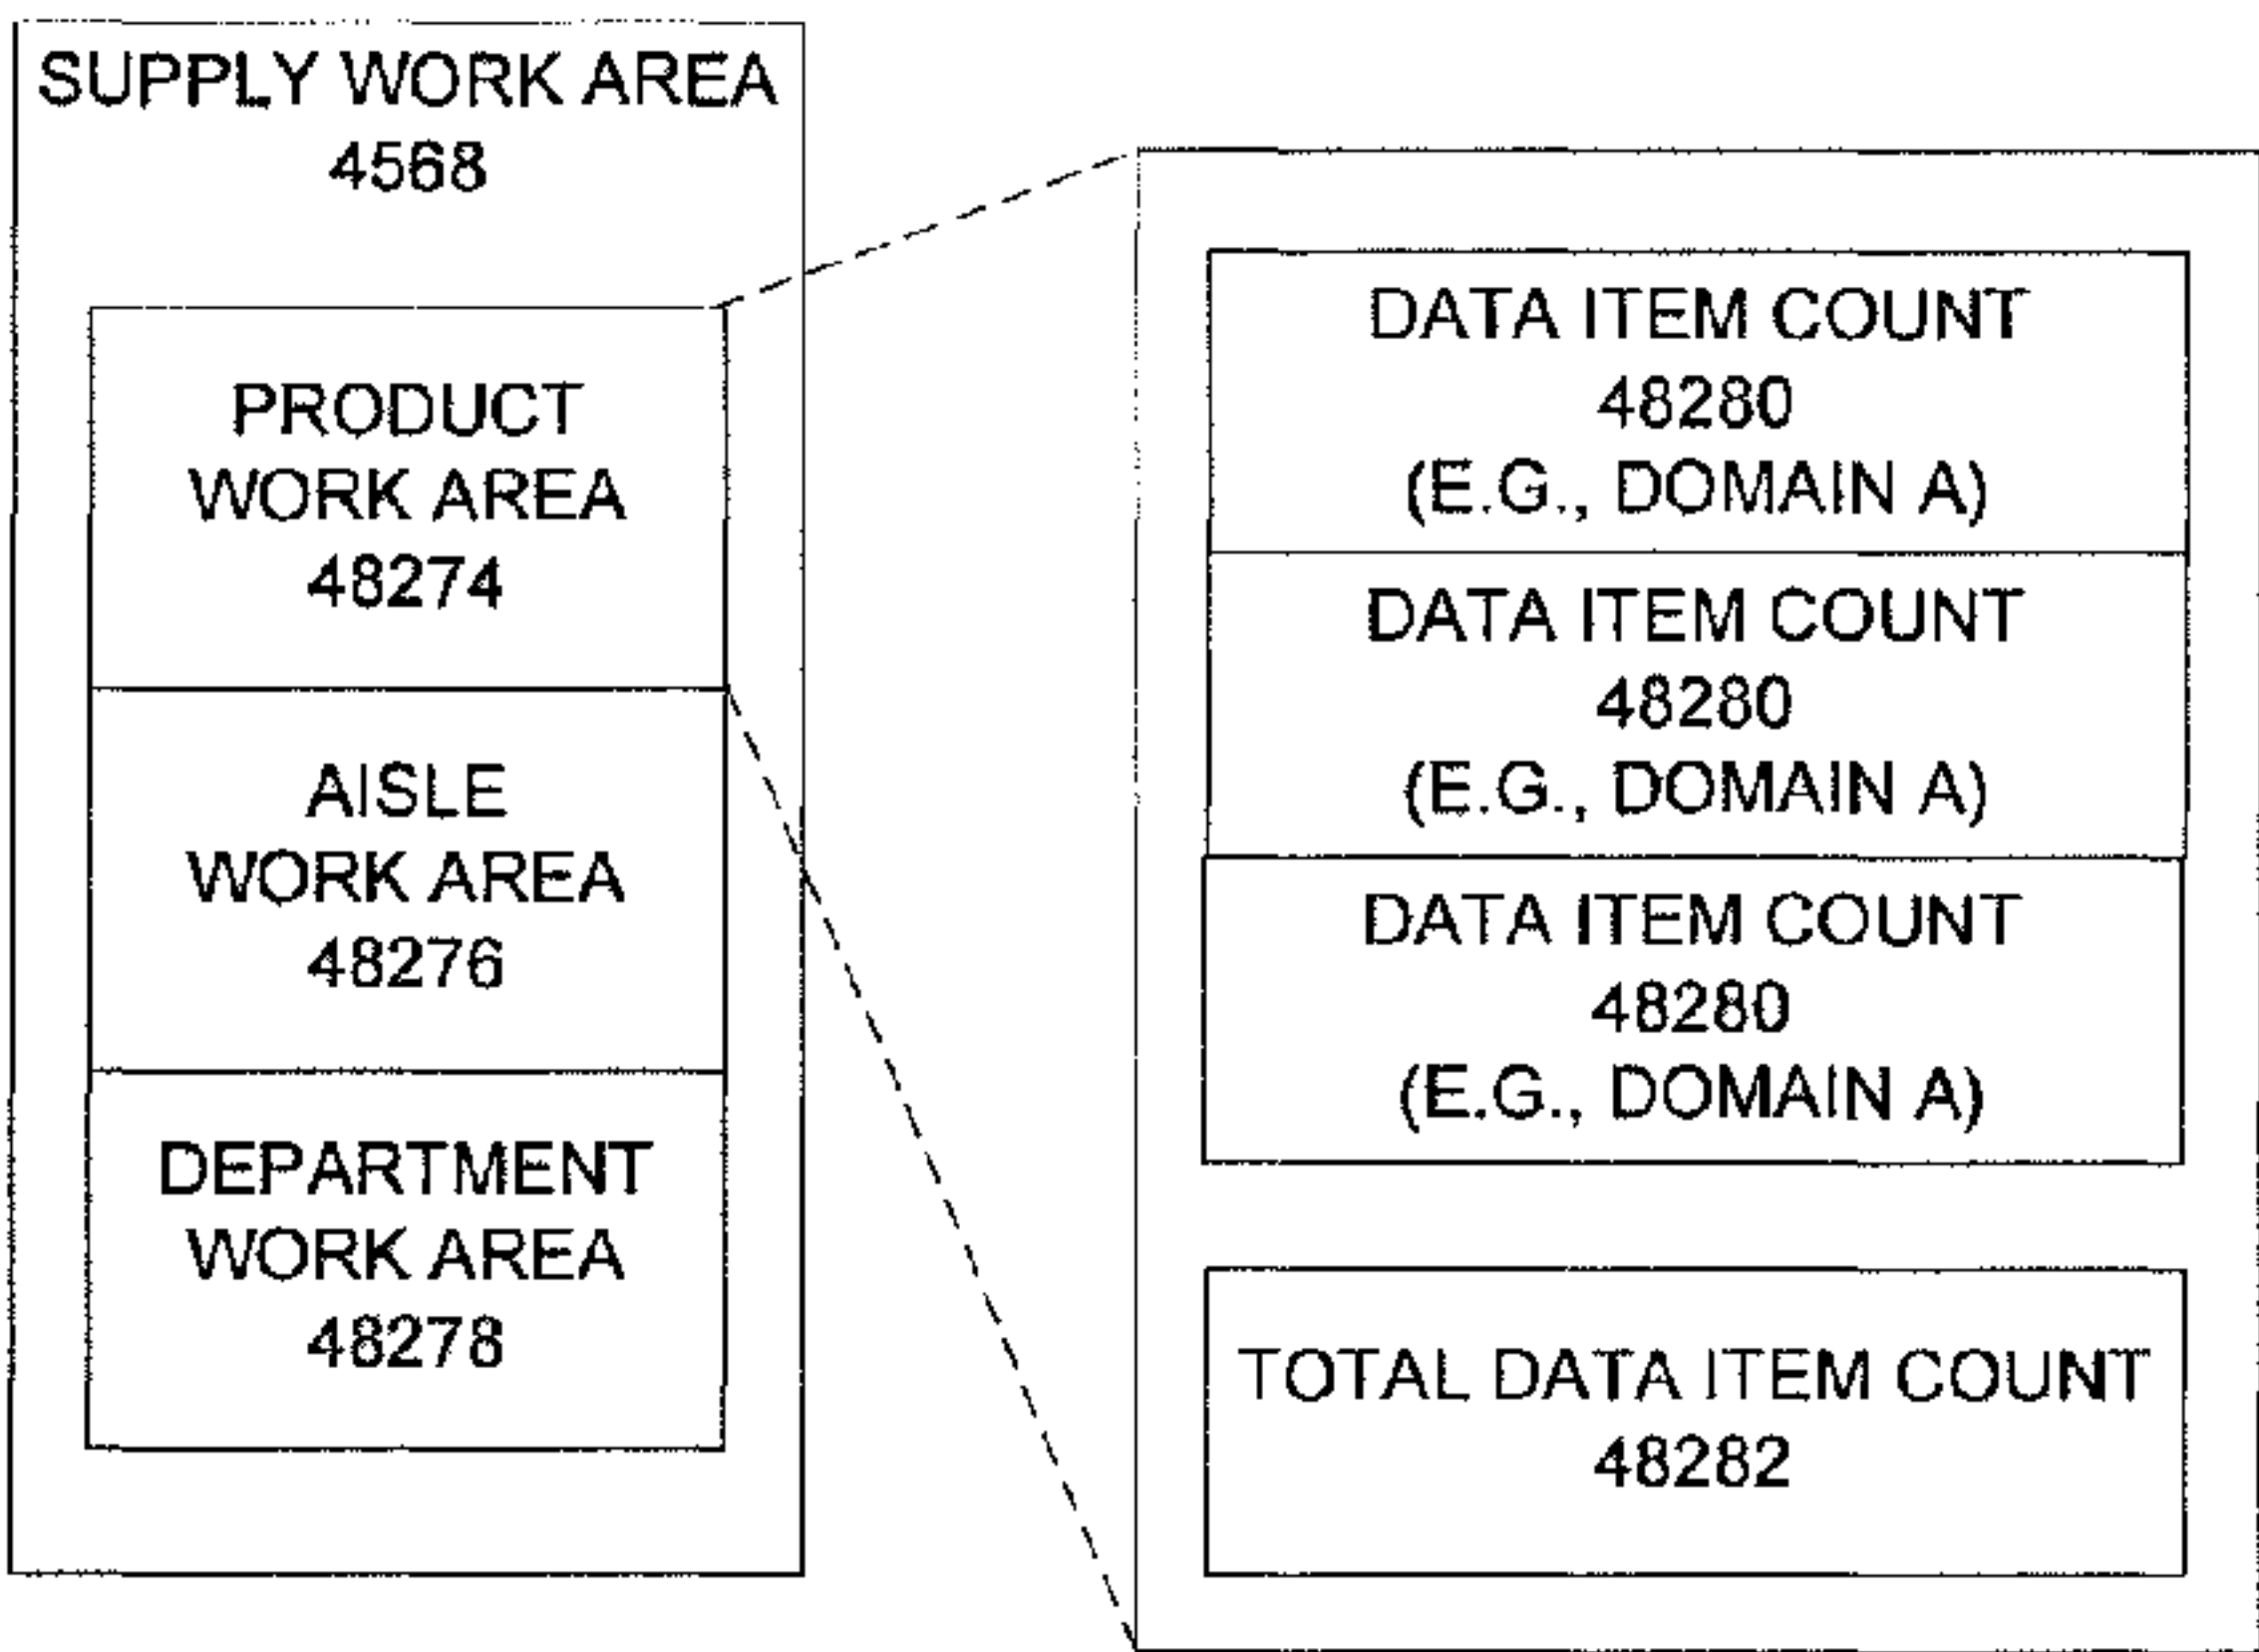 SUPPLY WORK AREA
4568
PRODUCT
WORK AREA
48274
AISLE
WORK AREA
48276
DEPARTMENT
WORK AREA
48278
DATA ITEM COUNT
48280
(E.G., DOMAIN A)
DATA ITEM COUNT
48280
(E.G., DOMAIN A)
DATA ITEM COUNT
48280
(E.G., DOMAIN A)
TOTAL DATA ITEM COUNT
48282